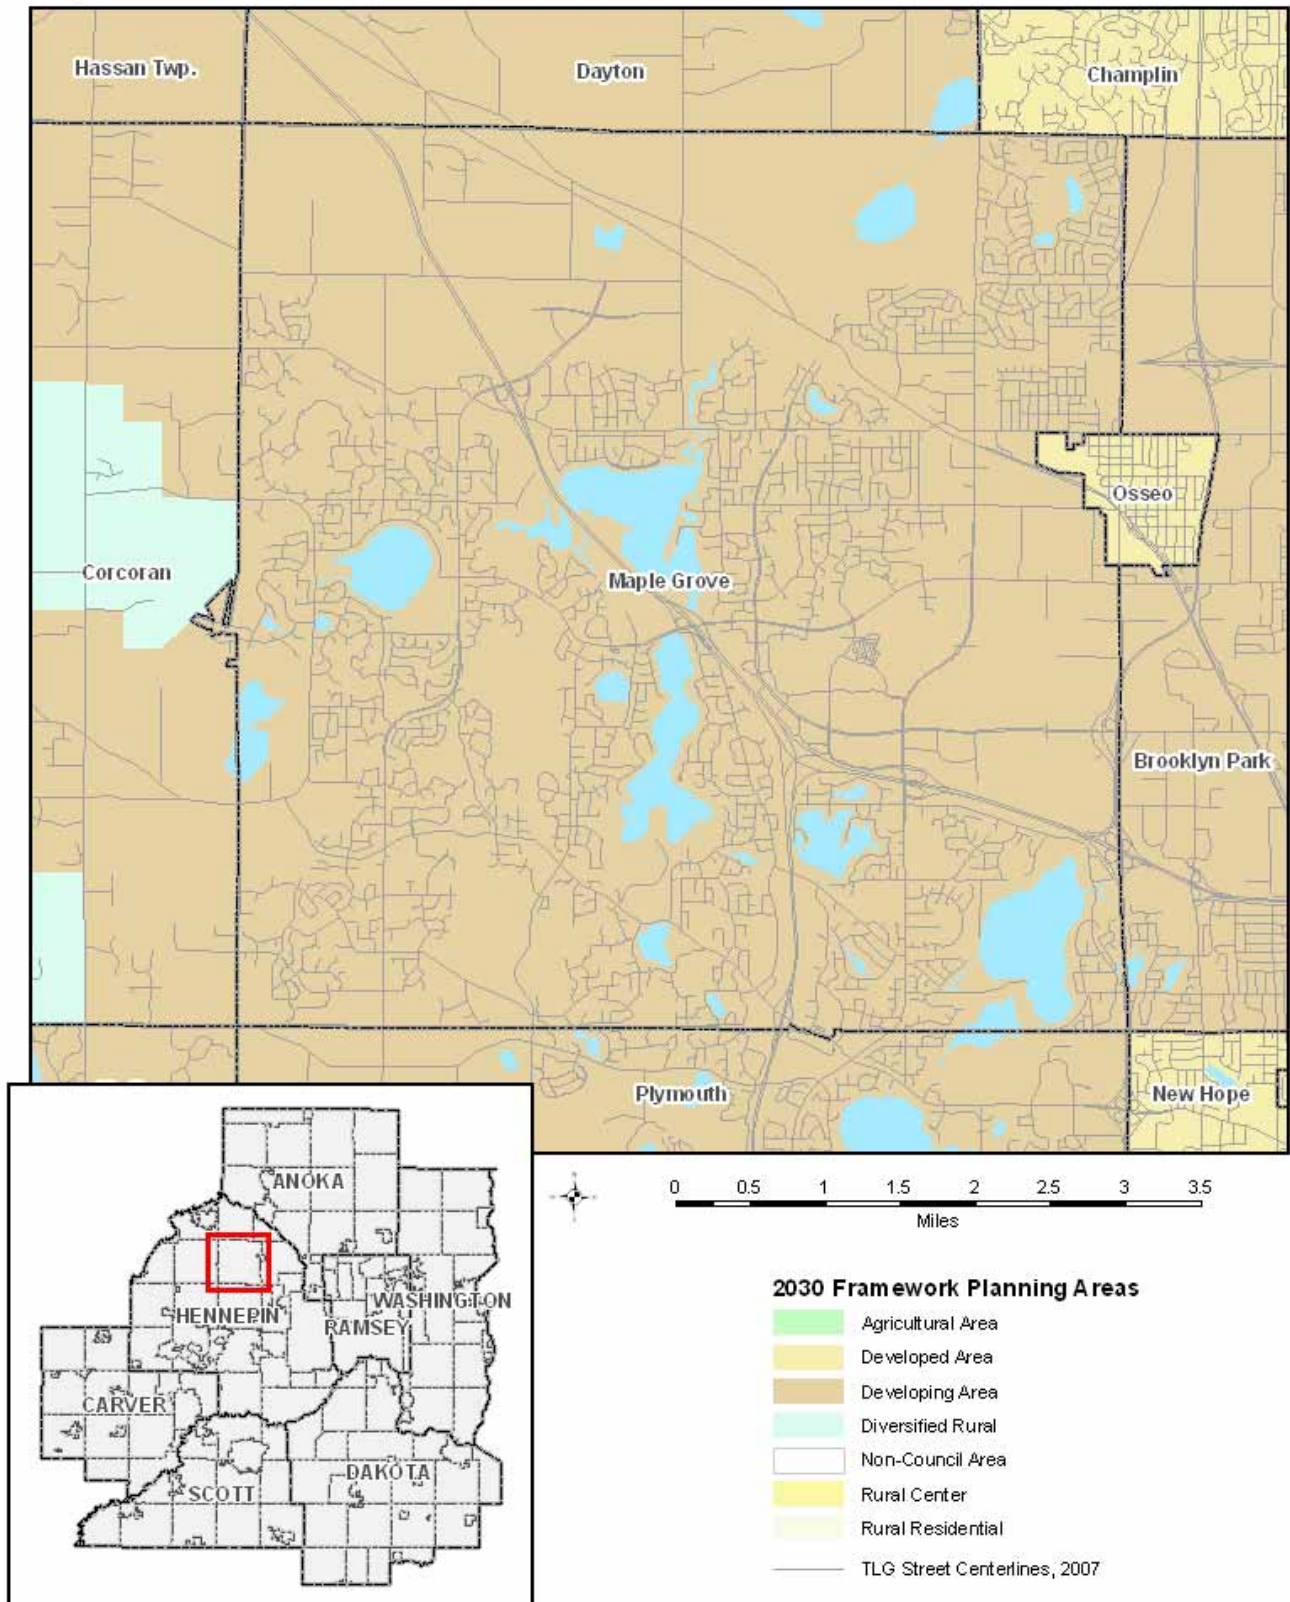 Hassan Twp.
Dayton
Champlin
Osseo
Corcoran
Maple Grove
Brooklyn Park
Plymouth
New Hope
ANOKA
HENNEPIN
WASHINGTON
RAMSEY
CARVER
SCOTT
DAKOTA
0 0.5 1 1.5 2 2.5 3 3.5
Miles
2030 Framework Planning Areas
Agricultural Area
Developed Area
Developing Area
Diversified Rural
Non-Council Area
Rural Center
Rural Residential
TLG Street Centerlines, 2007